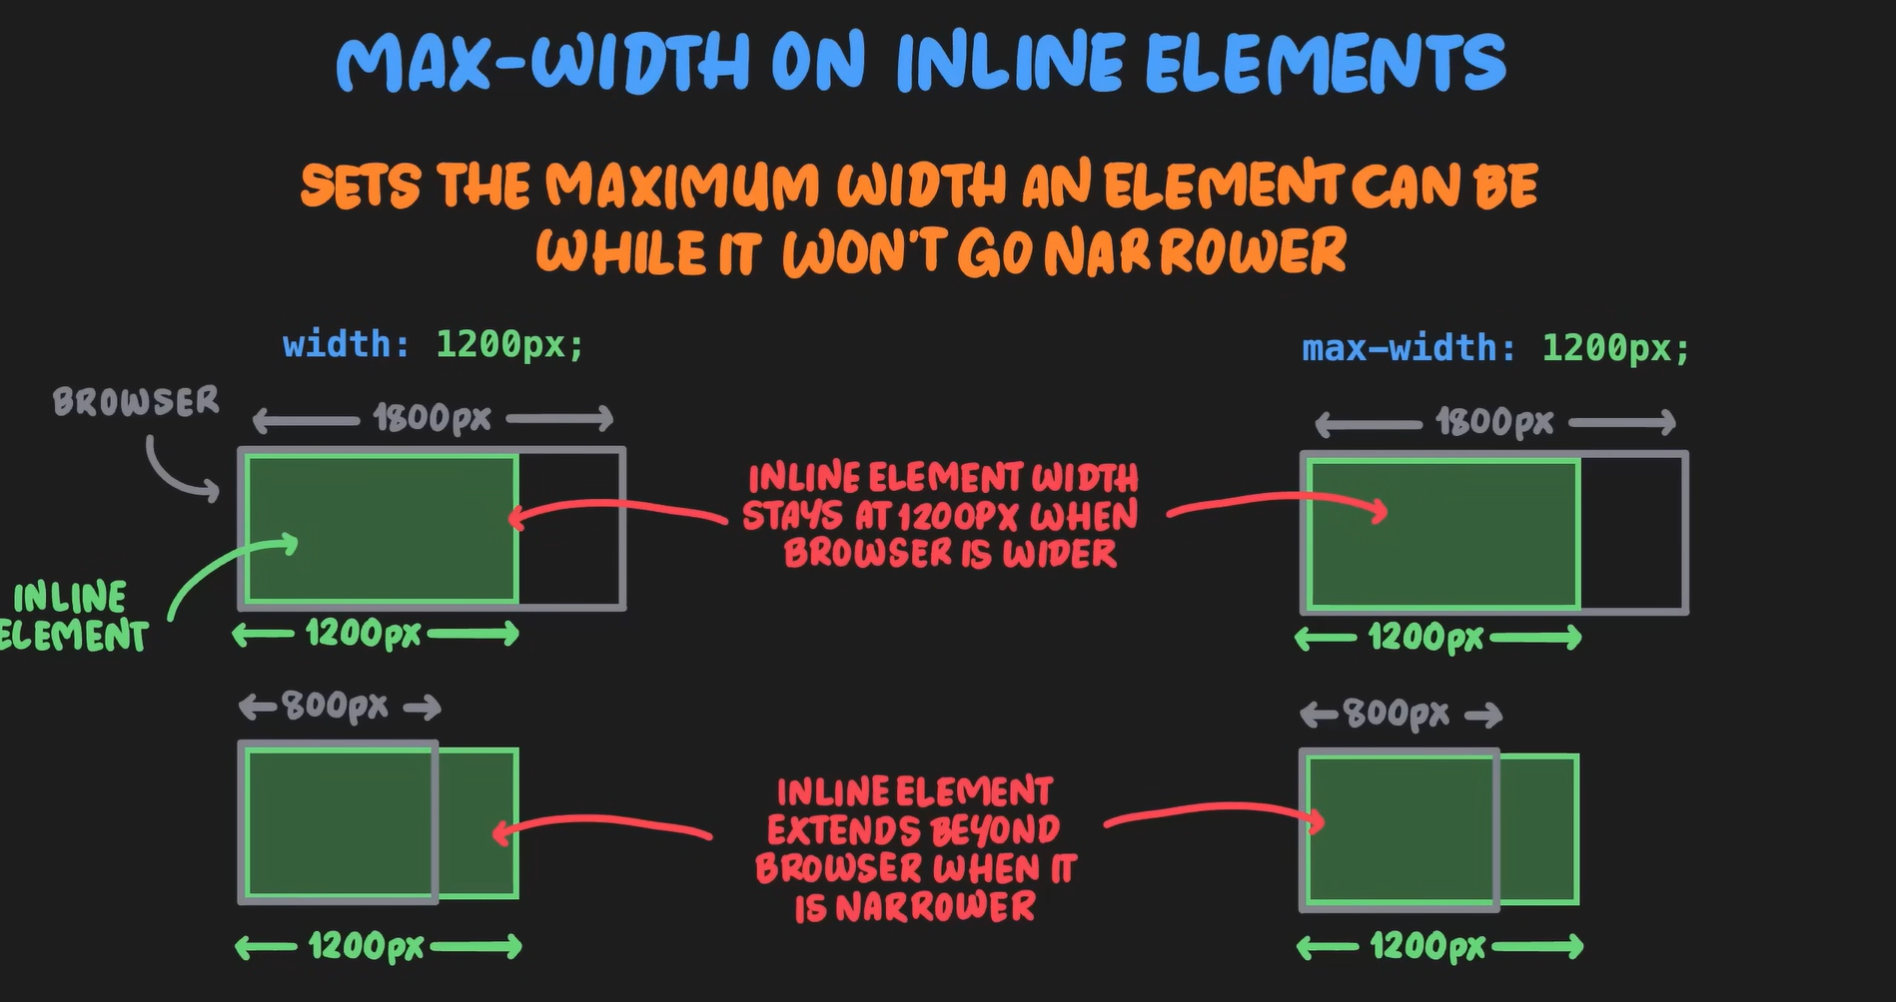 MAX-WIDTH ON INLINE ELEMENTS
SETS THE MAXIMUM WIDTH AN ELEMENT CAN BE
WHILE IT WON'T GO NARROWER
width: 1200px;
max-width: 1200px;
BROWSER
1800px
1800px
INLINE ELEMENT WIDTH
STAYS AT 1200PX WHEN
BROWSER IS WIDER
INLINE
ELEMENT
1200px
1200px
800px
800px
INLINE ELEMENT
EXTENDS BEYOND
BROWSER WHEN IT
IS NARROWER
1200px
1200px